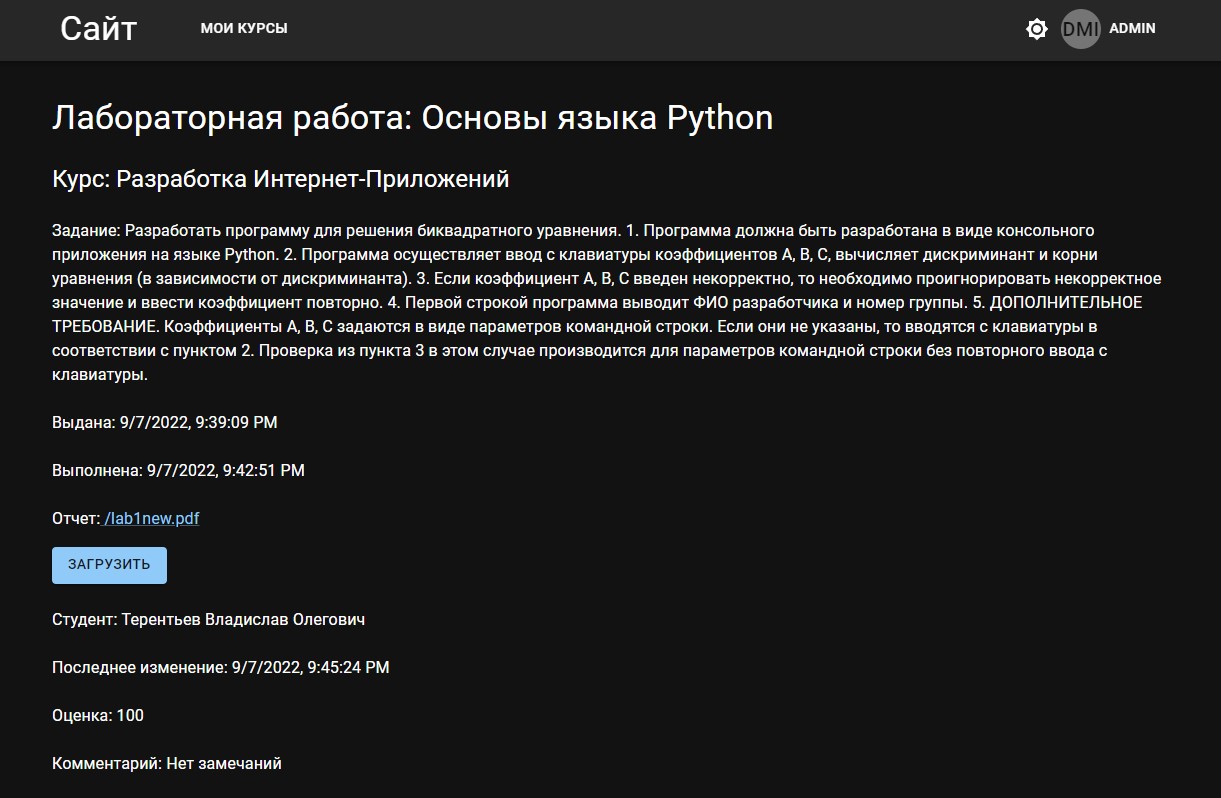 Сайт МОИ КУРСЫ DMI ADMIN
Лабораторная работа: Основы языка Python
Курс: Разработка Интернет-Приложений
Задание: Разработать программу для решения биквадратного уравнения. 1. Программа должна быть разработана в виде консольного
приложения на языке Python. 2. Программа осуществляет ввод с клавиатуры коэффициентов А, В, С, вычисляет дискриминант и корни
уравнения (в зависимости от дискриминанта). 3. Если коэффициент А, В, С введен некорректно, то необходимо проигнорировать некорректное
значение и ввести коэффициент повторно. 4. Первой строкой программа выводит ФИО разработчика и номер группы. 5. ДОПОЛНИТЕЛЬНОЕ
ТРЕБОВАНИЕ. Коэффициенты А, В, С задаются в виде параметров командной строки. Если они не указаны, то вводятся с клавиатуры в
соответствии с пунктом 2. Проверка из пункта 3 в этом случае производится для параметров командной строки без повторного ввода с
клавиатуры.
Выдана: 9/7/2022, 9:39:09 PM
Выполнена: 9/7/2022, 9:42:51 PM
Отчет: /lab1new.pdf
ЗАГРУЗИТЬ
Студент: Терентьев Владислав Олегович
Последнее изменение: 9/7/2022, 9:45:24 PM
Оценка: 100
Комментарий: Нет замечаний